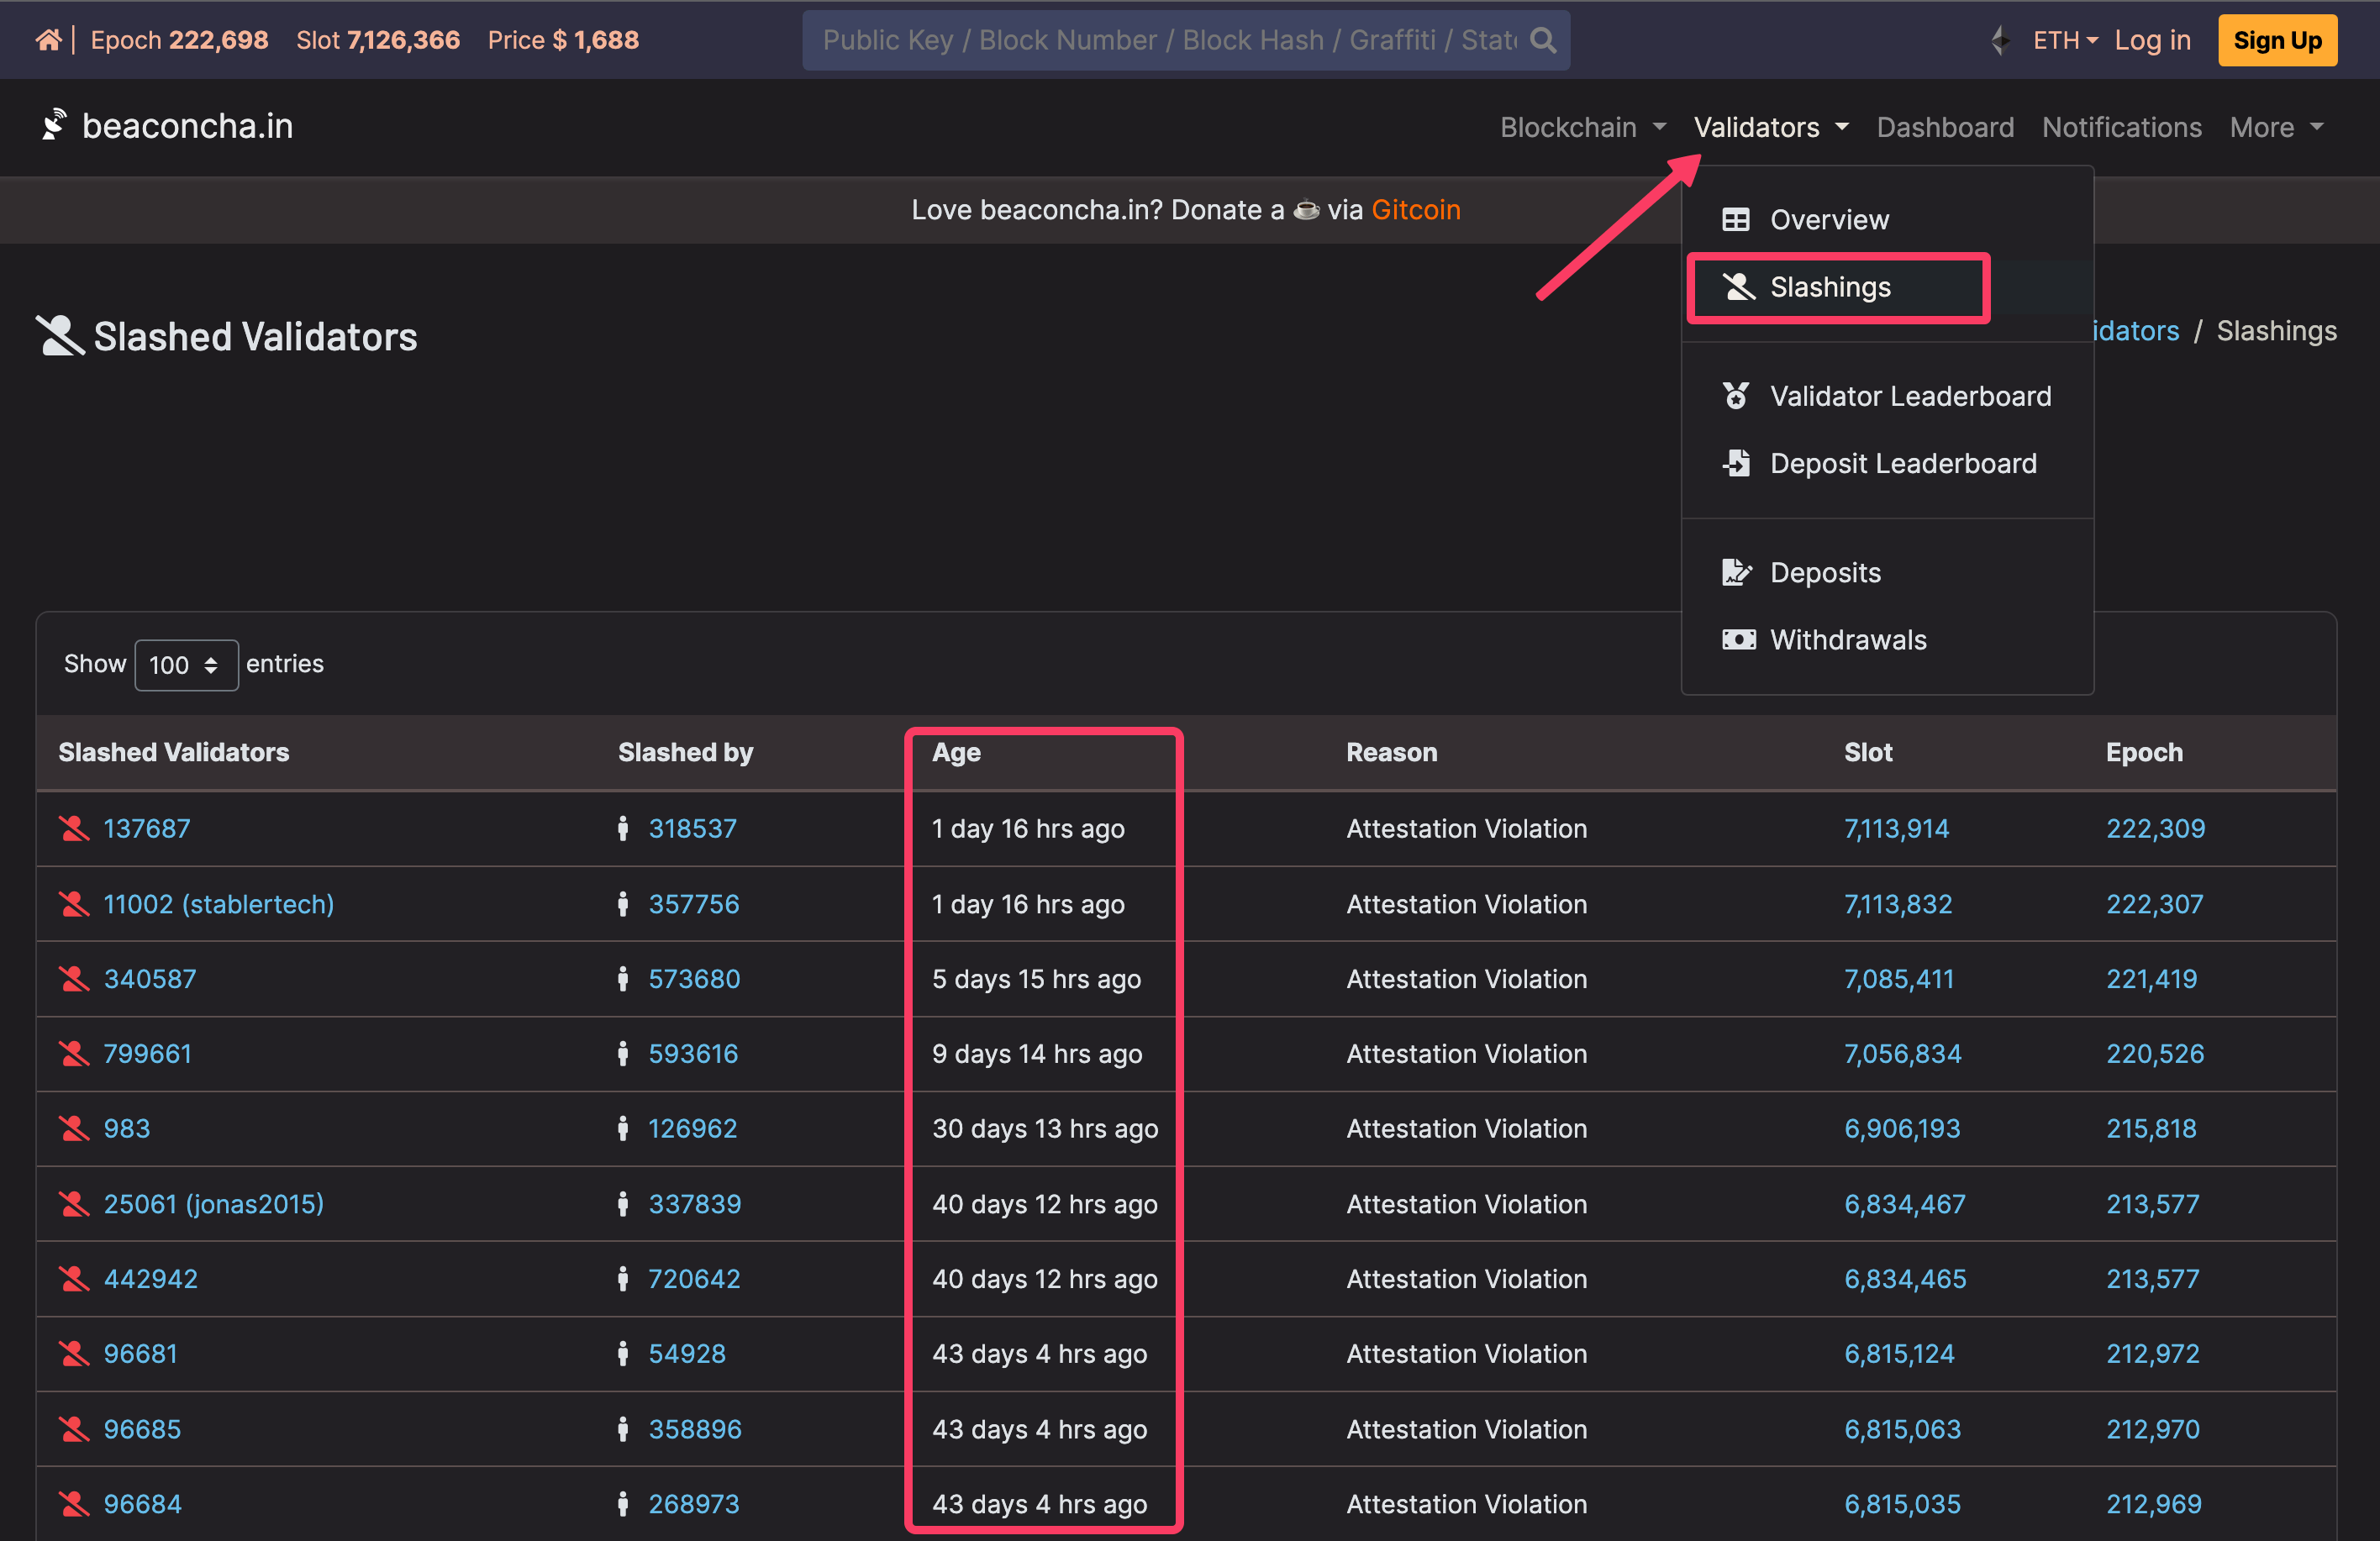 Epoch 222,698 Slot 7,126,366 Price $ 1,688 Public Key / Block Number / Block Hash / Graffiti / ETH Log in Sign Up
beaconcha.in Blockchain Validators Dashboard Notifications More
Love beaconcha.in? Donate a ☕ via Gitcoin
Overview
Slashings
Slashed Validators
idators / Slashings
Validator Leaderboard
Deposit Leaderboard
Deposits
Withdrawals
Show 100 entries
Slashed Validators Slashed by Age Reason Slot Epoch
137687 318537 1 day 16 hrs ago Attestation Violation 7,113,914 222,309
11002 (stablertech) 357756 1 day 16 hrs ago Attestation Violation 7,113,832 222,307
340587 573680 5 days 15 hrs ago Attestation Violation 7,085,411 221,419
799661 593616 9 days 14 hrs ago Attestation Violation 7,056,834 220,526
983 126962 30 days 13 hrs ago Attestation Violation 6,906,193 215,818
25061 (jonas2015) 337839 40 days 12 hrs ago Attestation Violation 6,834,467 213,577
442942 720642 40 days 12 hrs ago Attestation Violation 6,834,465 213,577
96681 54928 43 days 4 hrs ago Attestation Violation 6,815,124 212,972
96685 358896 43 days 4 hrs ago Attestation Violation 6,815,063 212,970
96684 268973 43 days 4 hrs ago Attestation Violation 6,815,035 212,969